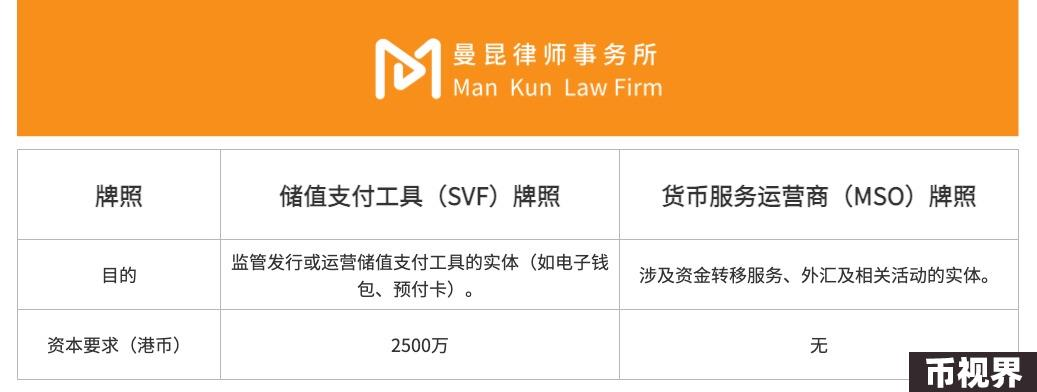 曼昆律师事务所
Man Kun Law Firm
牌照
储值支付工具（SVF）牌照
货币服务运营商（MSO）牌照
目的
监管发行或运营储值支付工具的实体（如电子钱
包、预付卡）。
涉及资金转移服务、外汇及相关活动的实体。
资本要求（港币）
2500万
无
币视界